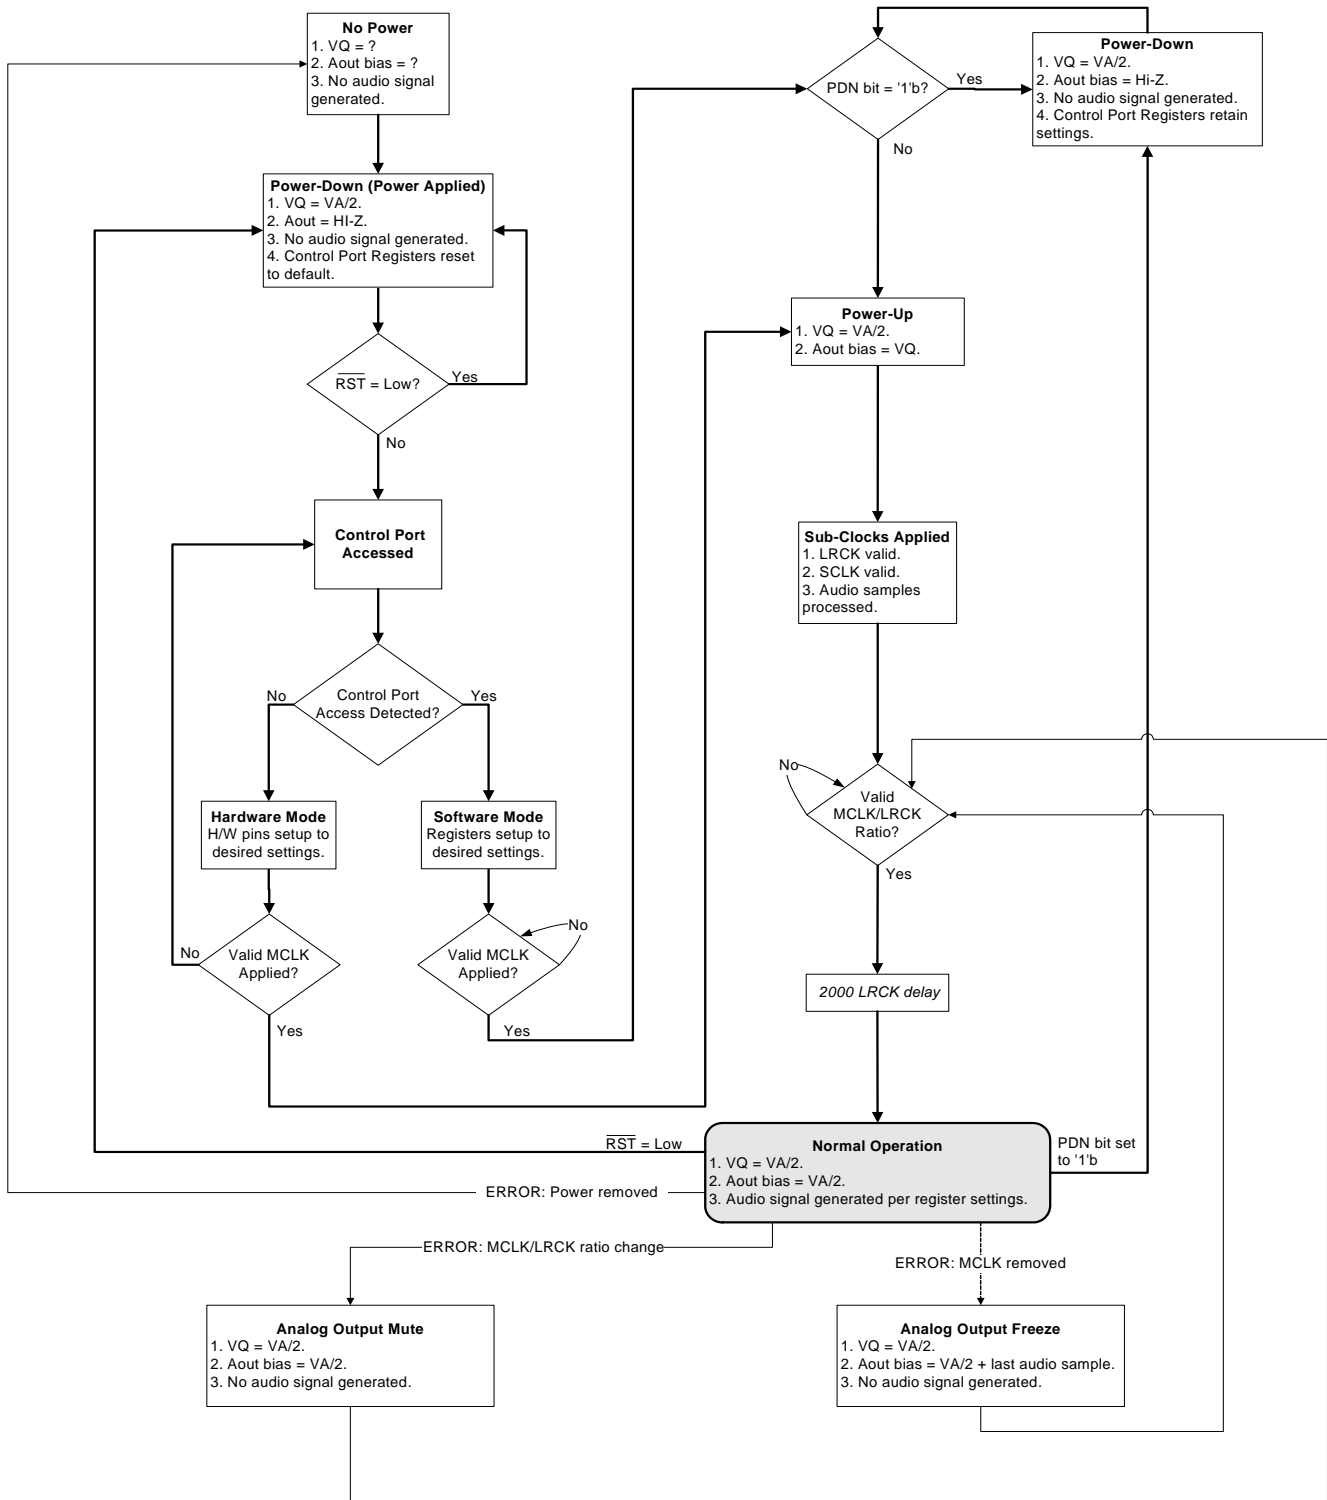 No Power
1. VQ = ?
2. Aout bias = ?
3. No audio signal
generated.
Power-Down (Power Applied)
1. VQ = VA/2.
2. Aout = HI-Z.
3. No audio signal generated.
4. Control Port Registers reset
to default.
RST = Low?
Yes
No
Control Port
Accessed
Control Port
Access Detected?
No
Yes
Hardware Mode
H/W pins setup to
desired settings.
Software Mode
Registers setup to
desired settings.
Valid MCLK
Applied?
No
Yes
Valid MCLK
Applied?
No
Yes
PDN bit = '1'b?
Yes
No
Power-Down
1. VQ = VA/2.
2. Aout bias = Hi-Z.
3. No audio signal generated.
4. Control Port Registers retain
settings.
Power-Up
1. VQ = VA/2.
2. Aout bias = VQ.
Sub-Clocks Applied
1. LRCK valid.
2. SCLK valid.
3. Audio samples
processed.
No
Valid
MCLK/LRCK
Ratio?
Yes
2000 LRCK delay
RST = Low
Normal Operation
1. VQ = VA/2.
2. Aout bias = VA/2.
3. Audio signal generated per register settings.
PDN bit set
to '1'b
ERROR: Power removed
ERROR: MCLK/LRCK ratio change
ERROR: MCLK removed
Analog Output Mute
1. VQ = VA/2.
2. Aout bias = VA/2.
3. No audio signal generated.
Analog Output Freeze
1. VQ = VA/2.
2. Aout bias = VA/2 + last audio sample.
3. No audio signal generated.